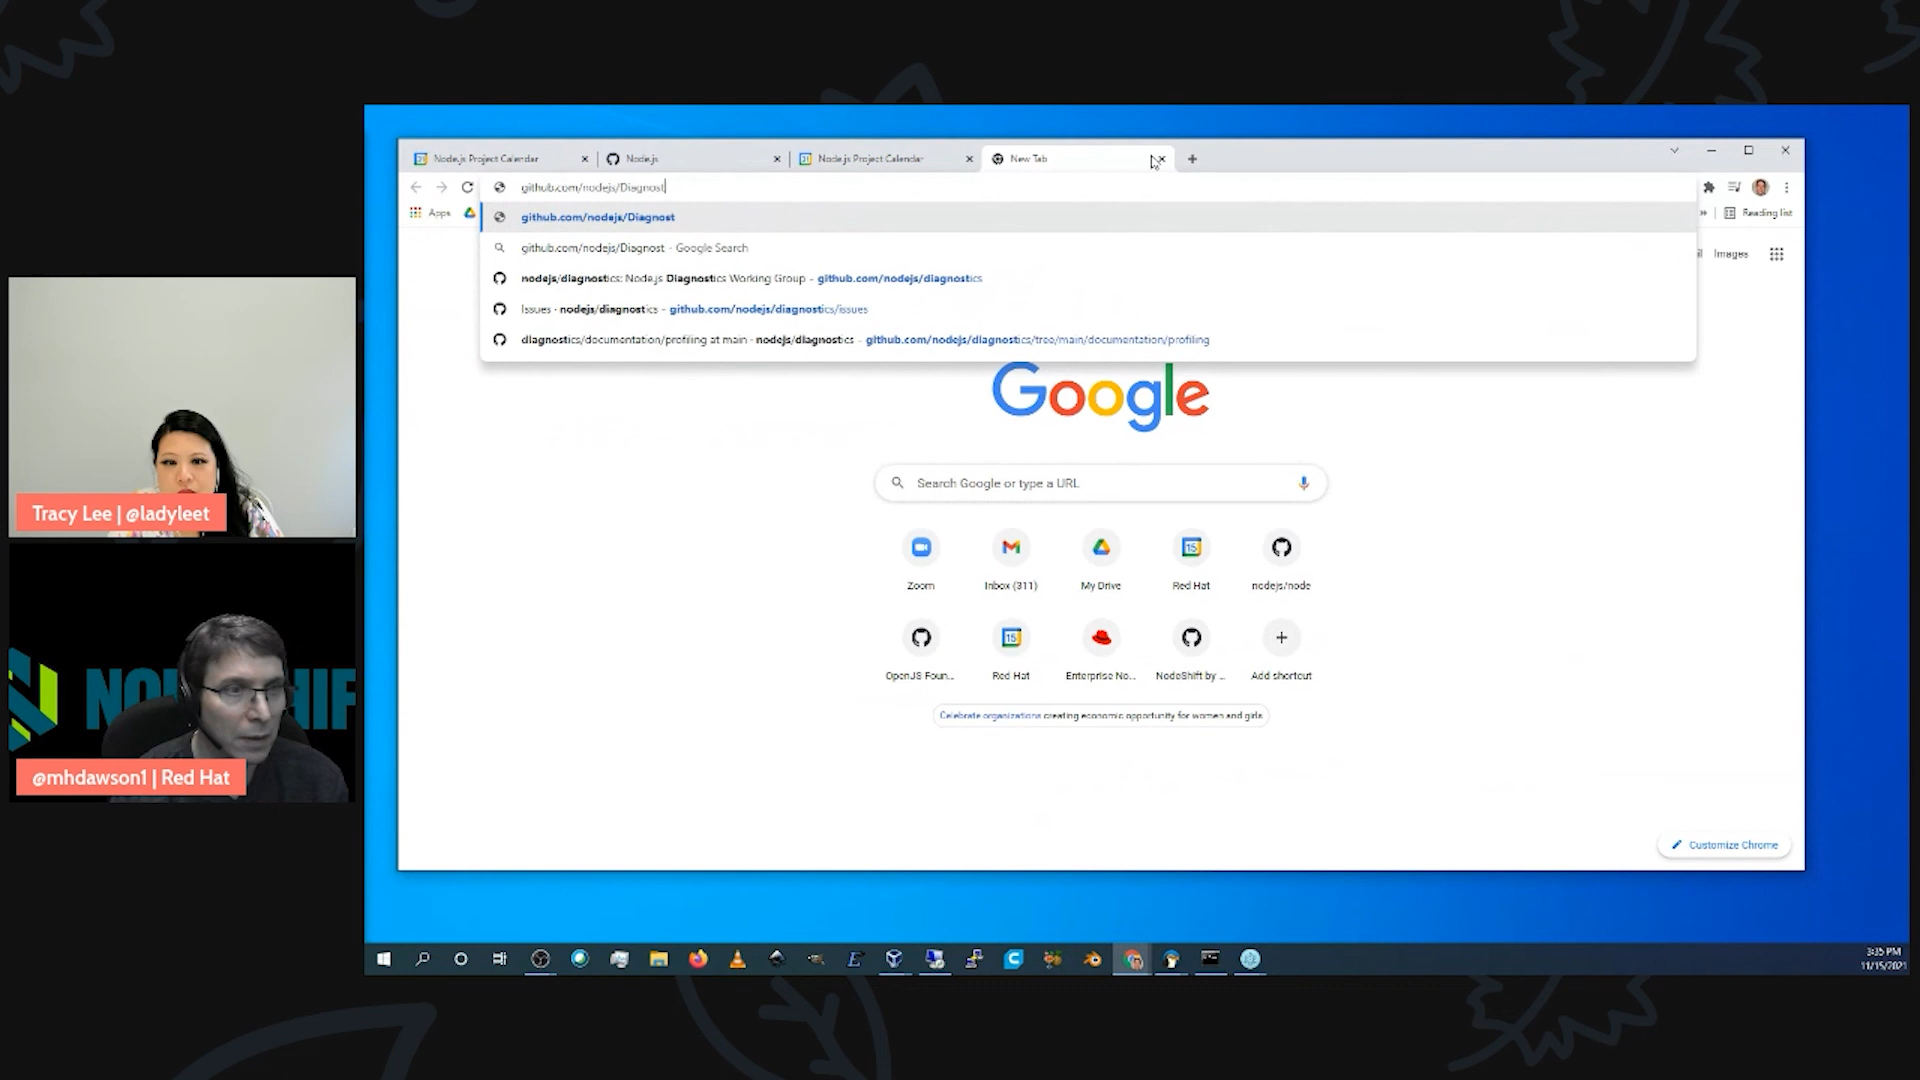 Node.js Project Calendar
Node.js
Node.js Project Calendar
New Tab
github.com/nodejs/Diagnost
Apps
Reading list
github.com/nodejs/Diagnost
github.com/nodejs/Diagnost - Google Search
nodejs/diagnostics: Node.js Diagnostics Working Group - github.com/nodejs/diagnostics
Issues · nodejs/diagnostics - github.com/nodejs/diagnostics/issues
diagnostics/documentation/profiling at main · nodejs/diagnostics - github.com/nodejs/diagnostics/tree/main/documentation/profiling
Images
Google
Search Google or type a URL
Zoom
Inbox (311)
My Drive
15
Red Hat
nodejs/node
OpenJS Foun...
15
Red Hat
Enterprise No...
NodeShift by ...
Add shortcut
Celebrate organizations creating economic opportunity for women and girls
Customize Chrome
3:35 PM
11/15/2021
Tracy Lee | @ladyleet
@mhdawson1 | Red Hat